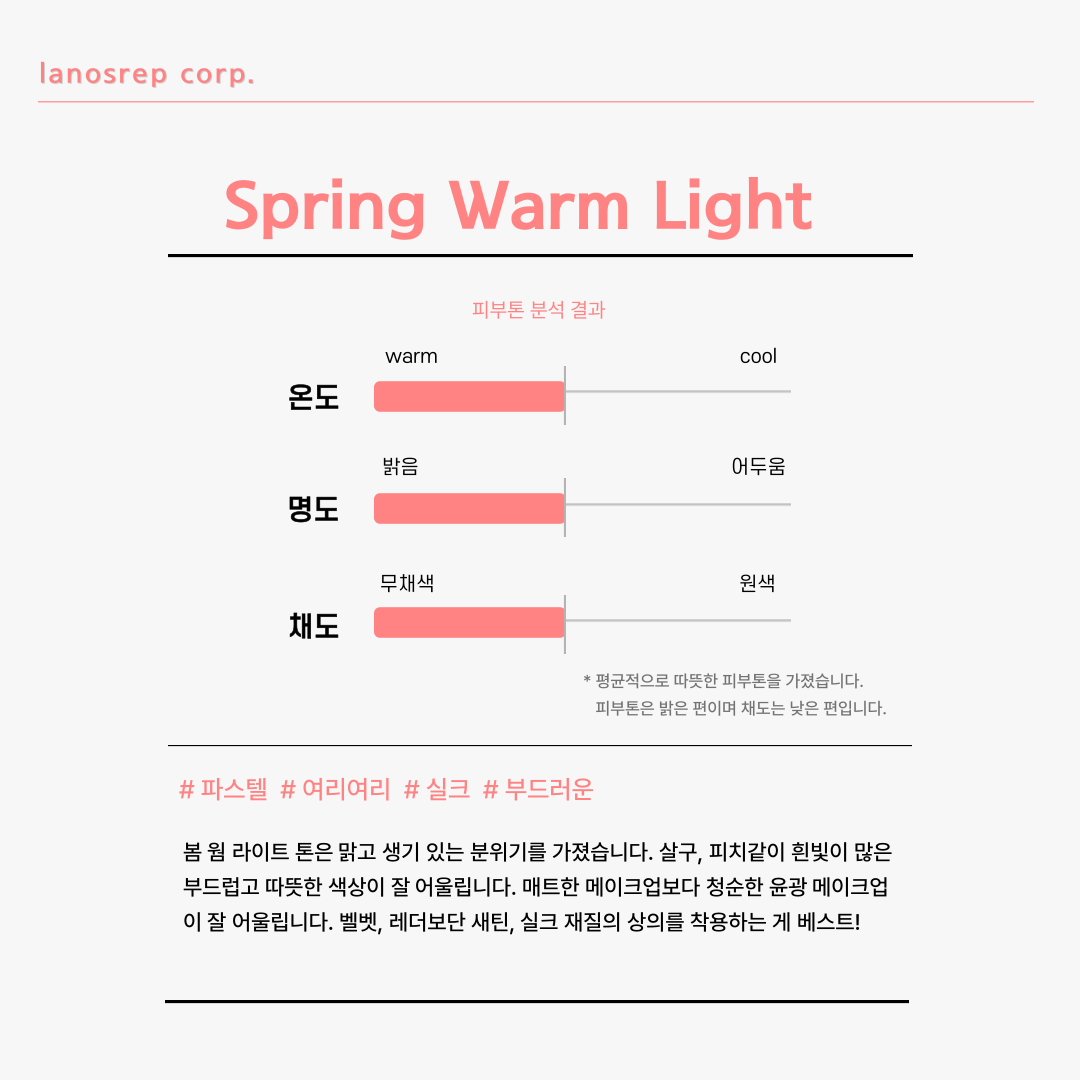 lanosrep corp.
Spring Warm Light
피부톤 분석 결과
warm cool
온도
밝음 어두움
명도
무채색 원색
채도
* 평균적으로 따뜻한 피부톤을 가졌습니다.
피부톤은 밝은 편이며 채도는 낮은 편입니다.
# 파스텔 # 여리여리 # 실크 # 부드러운
봄 웜 라이트 톤은 맑고 생기 있는 분위기를 가졌습니다. 살구, 피치같이 흰빛이 많은
부드럽고 따뜻한 색상이 잘 어울립니다. 매트한 메이크업보다 청순한 윤광 메이크업
이 잘 어울립니다. 벨벳, 레더보단 새틴, 실크 재질의 상의를 착용하는 게 베스트!